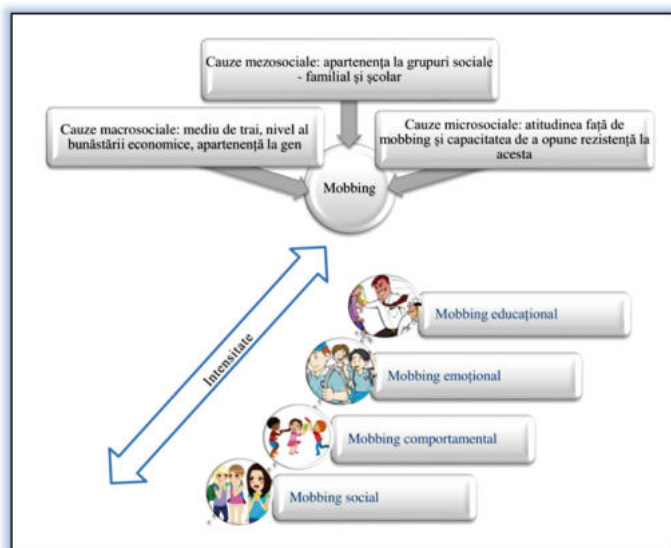 Cauze mezosociale: apartenența la grupuri sociale
- familial și școlar
Cauze macrosociale: mediu de trai, nivel al
bunăstării economice, apartenență la gen
Cauze microsociale: atitudinea față de
mobbing și capacitatea de a opune rezistență la
acesta
Mobbing
Intensitate
Mobbing educațional
Mobbing emoțional
Mobbing comportamental
Mobbing social